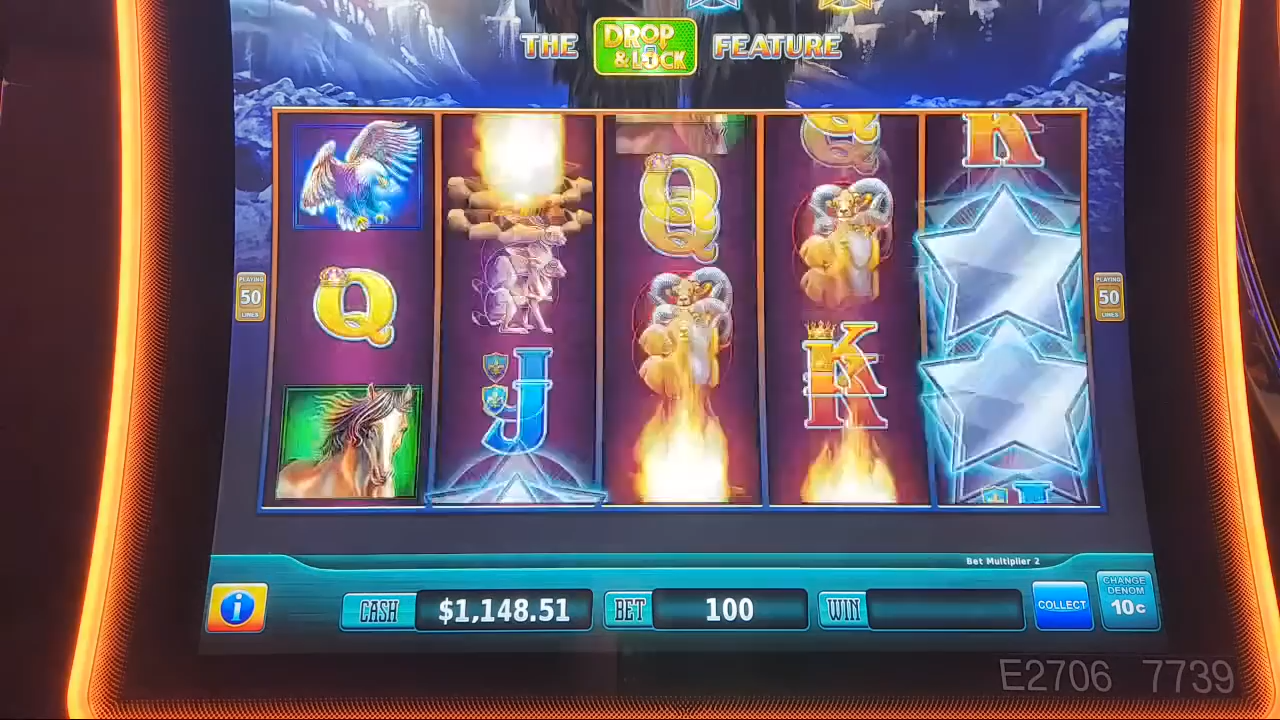 THE DROP & LOCK FEATURE
K
Q
Q
Q
J
K
J
PLAYING 50 LINES
PLAYING 50 LINES
Bet Multiplier 2
CASH $1,148.51 BET 100 WIN COLLECT
CHANGE DENOM 10¢
E2706 7739